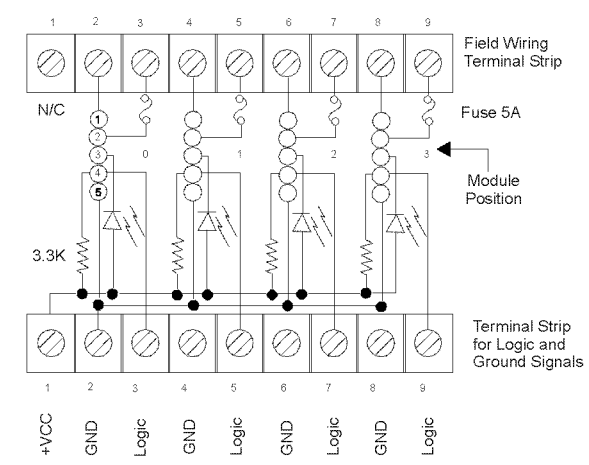 1 2 3 4 5 6 7 8 9
Field Wiring
Terminal Strip
N/C
Fuse 5A
1
2
3
4
5
0 1 2 3
Module
Position
3.3K
Terminal Strip
for Logic and
Ground Signals
1 2 3 4 5 6 7 8 9
+VCC GND Logic GND Logic GND Logic GND Logic